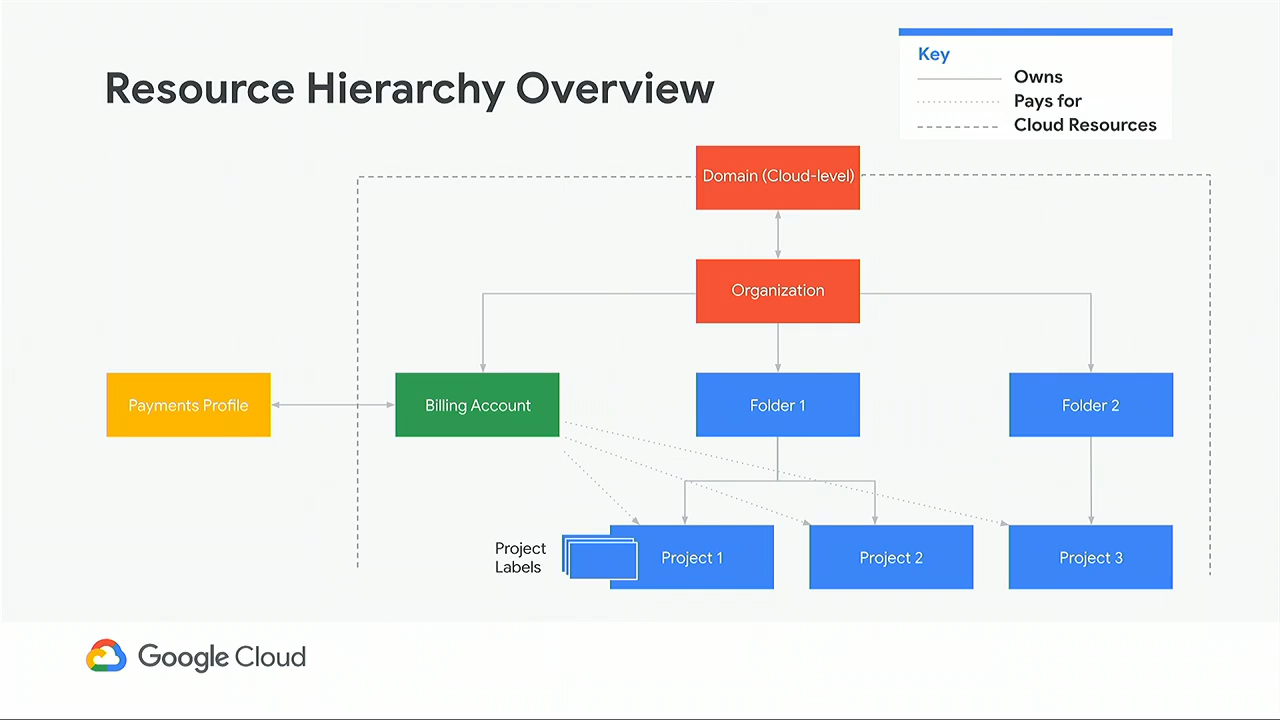 Resource Hierarchy Overview
Key
Owns
Pays for
Cloud Resources
Domain (Cloud-level)
Organization
Payments Profile
Billing Account
Folder 1
Folder 2
Project
Labels
Project 1
Project 2
Project 3
Google Cloud